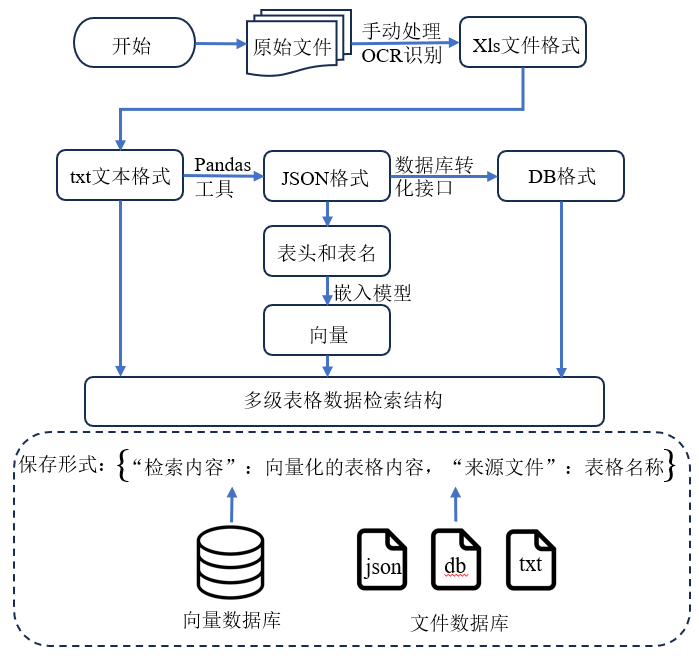 开始
原始文件
手动处理
OCR识别
Xls文件格式
txt文本格式
Pandas
工具
JSON格式
数据库转
化接口
DB格式
表头和表名
嵌入模型
向量
多级表格数据检索结构
保存形式：{“检索内容”：向量化的表格内容，“来源文件”：表格名称}
json
db
txt
向量数据库
文件数据库